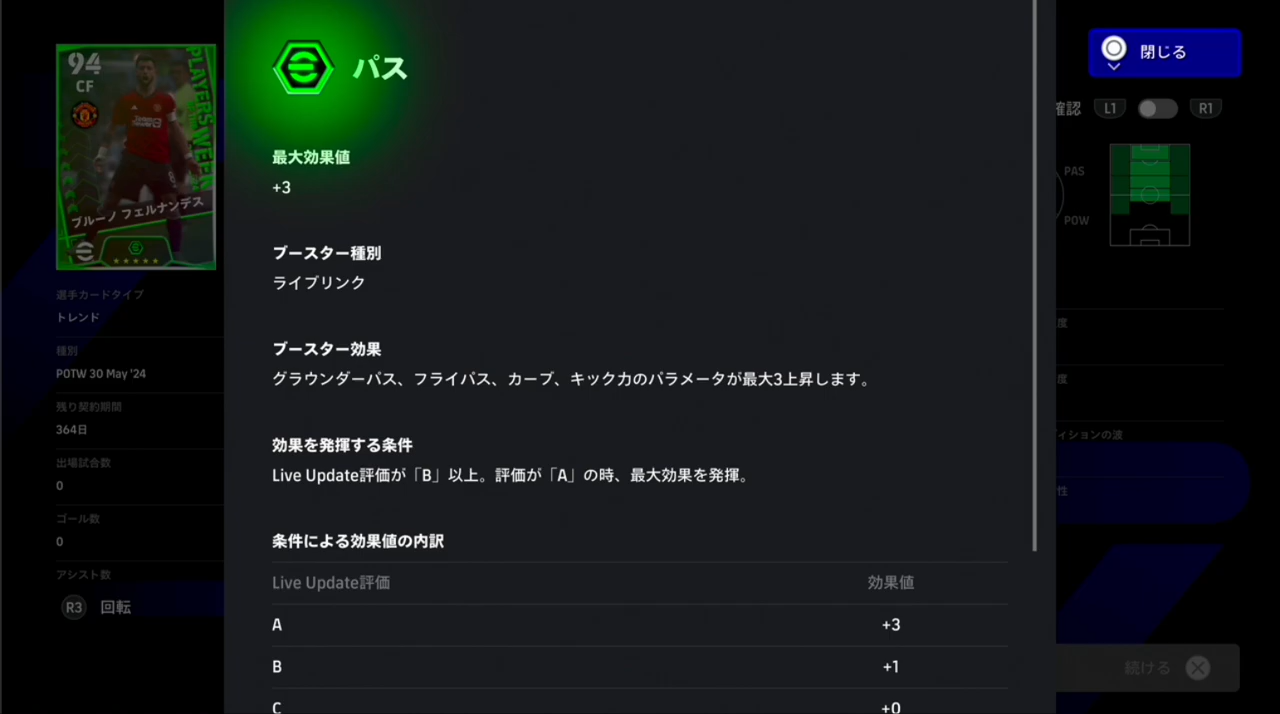 94
CF
PLAYERS WEEK
ブルーノ フェルナンデス
選手カードタイプ
トレンド
種別
POTW 30 May '24
残り契約期間
364日
出場試合数
0
ゴール数
0
アシスト数
R3 回転
パス
最大効果値
+3
ブースター種別
ライブリンク
ブースター効果
グラウンダーパス、フライパス、カーブ、キック力のパラメータが最大3上昇します。
効果を発揮する条件
Live Update評価が「B」以上。評価が「A」の時、最大効果を発揮。
条件による効果値の内訳
Live Update評価 効果値
A +3
B +1
C +0
閉じる
確認 L1 R1
PAS
POW
度
度
ィションの波
性
続ける